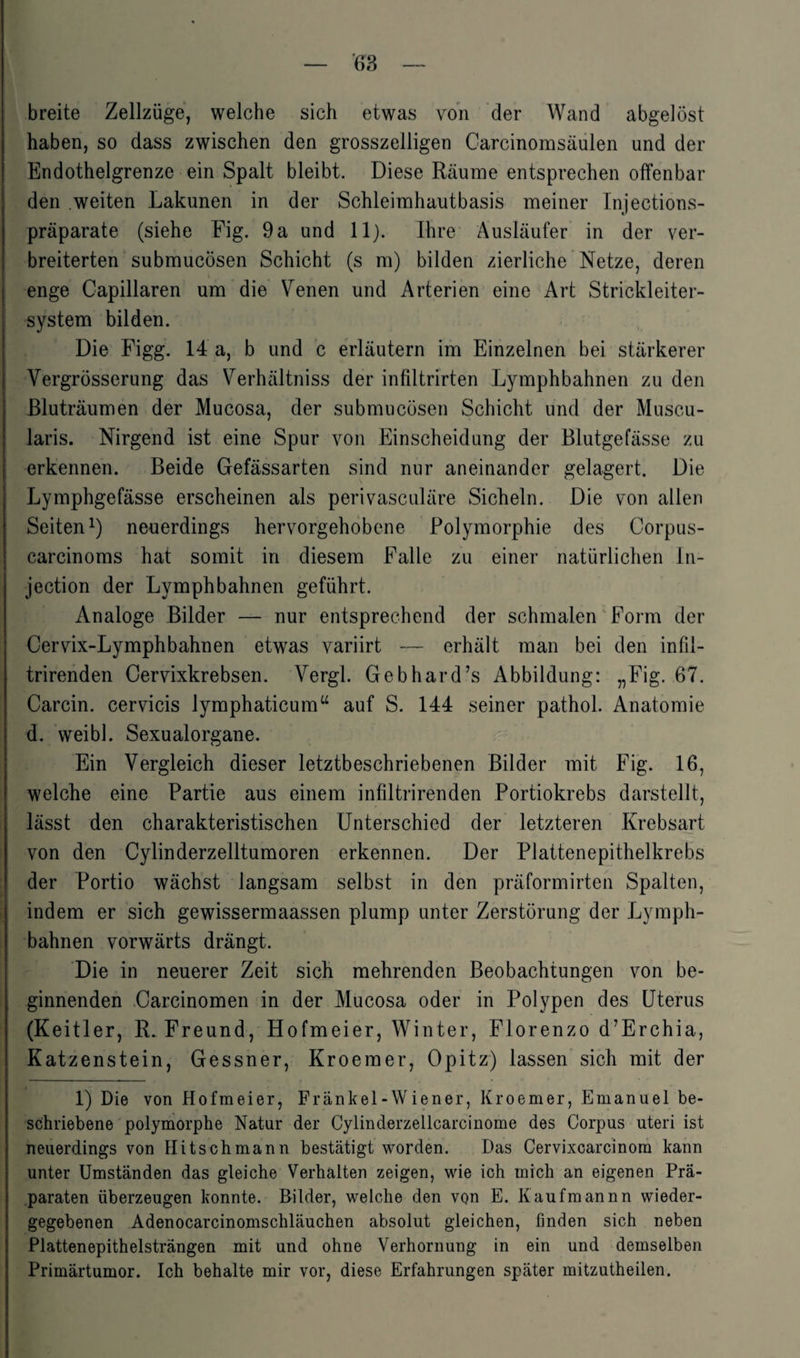 — 63 —
breite Zellzüge, welche sich etwas von der Wand abgelöst
haben, so dass zwischen den grosszelligen Carcinomsäulen und der
Endothelgrenze ein Spalt bleibt. Diese Räume entsprechen offenbar
den weiten Lakunen in der Schleimhautbasis meiner Injections-
präparate (siehe Fig. 9a und 11). Ihre Ausläufer in der ver-
breiterten submucösen Schicht (s m) bilden zierliche Netze, deren
enge Capillaren um die Venen und Arterien eine Art Strickleiter-
system bilden.
Die Figg. 14 a, b und c erläutern im Einzelnen bei stärkerer
Vergrösserung das Verhältniss der infiltrirten Lymphbahnen zu den
Bluträumen der Mucosa, der submucösen Schicht und der Muscu-
laris. Nirgend ist eine Spur von Einscheidung der Blutgefässe zu
erkennen. Beide Gefässarten sind nur aneinander gelagert. Die
Lymphgefässe erscheinen als perivasculäre Sicheln. Die von allen
Seiten¹) neuerdings hervorgehobene Polymorphie des Corpus-
carcinoms hat somit in diesem Falle zu einer natürlichen In-
jection der Lymphbahnen geführt.
Analoge Bilder — nur entsprechend der schmalen Form der
Cervix-Lymphbahnen etwas variirt — erhält man bei den infil-
trirenden Cervixkrebsen. Vergl. Gebhard's Abbildung: „Fig. 67.
Carcin. cervicis lymphaticum“ auf S. 144 seiner pathol. Anatomie
d. weibl. Sexualorgane.
Ein Vergleich dieser letztbeschriebenen Bilder mit Fig. 16,
welche eine Partie aus einem infiltrirenden Portiokrebs darstellt,
lässt den charakteristischen Unterschied der letzteren Krebsart
von den Cylinderzelltumoren erkennen. Der Plattenepithelkrebs
der Portio wächst langsam selbst in den präformirten Spalten,
indem er sich gewissermaassen plump unter Zerstörung der Lymph-
bahnen vorwärts drängt.
Die in neuerer Zeit sich mehrenden Beobachtungen von be-
ginnenden Carcinomen in der Mucosa oder in Polypen des Uterus
(Keitler, R. Freund, Hofmeier, Winter, Florenzo d'Erchia,
Katzenstein, Gessner, Kroemer, Opitz) lassen sich mit der
1) Die von Hofmeier, Fränkel-Wiener, Kroemer, Emanuel be-
schriebene polymorphe Natur der Cylinderzellcarcinome des Corpus uteri ist
neuerdings von Hitschmann bestätigt worden. Das Cervixcarcinom kann
unter Umständen das gleiche Verhalten zeigen, wie ich mich an eigenen Prä-
paraten überzeugen konnte. Bilder, welche den von E. Kaufmannn wieder-
gegebenen Adenocarcinomschläuchen absolut gleichen, finden sich neben
Plattenepithelsträngen mit und ohne Verhornung in ein und demselben
Primärtumor. Ich behalte mir vor, diese Erfahrungen später mitzutheilen.